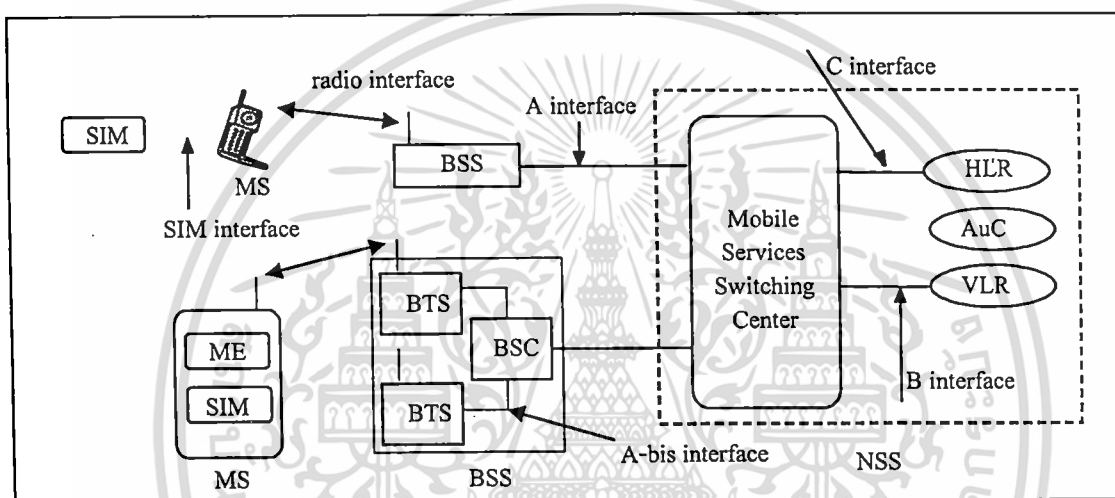 radio interface
C interface
A interface
SIM
MS
BSS
HLR
SIM interface
Mobile
Services
Switching
Center
AuC
VLR
BTS
BSC
BTS
ME
SIM
B interface
A-bis interface
MS
BSS
NSS